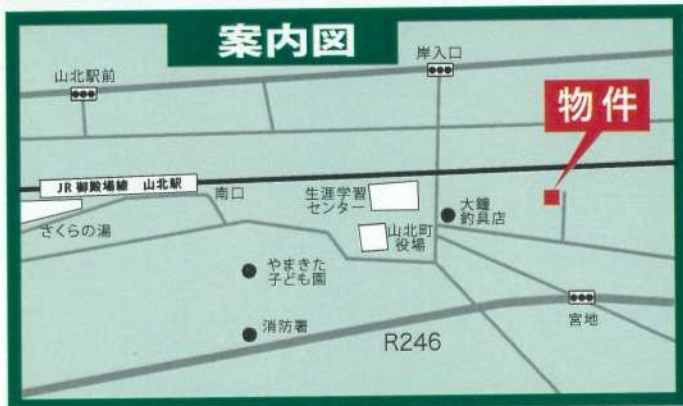 案内図
岸入口
山北駅前
物件
JR 御殿場線　山北駅
南口
生涯学習
センター
大鐘
釣具店
さくらの湯
山北町
役場
やまきた
子ども園
消防署
宮地
R246